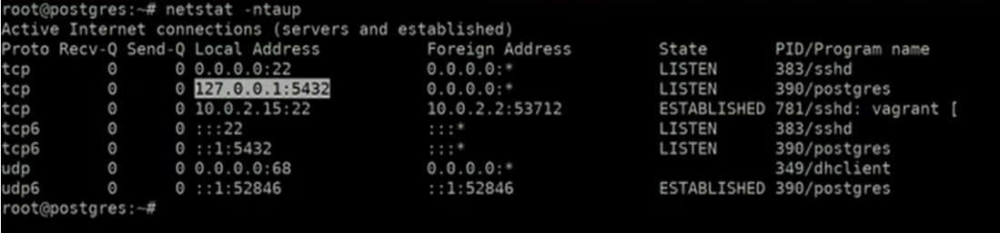 root@postgres:~# netstat -ntaup
Active Internet connections (servers and established)
Proto Recv-Q Send-Q Local Address           Foreign Address         State       PID/Program name
tcp        0      0 0.0.0.0:22              0.0.0.0:*               LISTEN      383/sshd
tcp        0      0 127.0.0.1:5432          0.0.0.0:*               LISTEN      390/postgres
tcp        0      0 10.0.2.15:22            10.0.2.2:53712          ESTABLISHED 781/sshd: vagrant [
tcp6       0      0 :::22                   :::*                    LISTEN      383/sshd
tcp6       0      0 ::1:5432                :::*                    LISTEN      390/postgres
udp        0      0 0.0.0.0:68              0.0.0.0:*                           349/dhclient
udp6       0      0 ::1:52846               ::1:52846               ESTABLISHED 390/postgres
root@postgres:~#